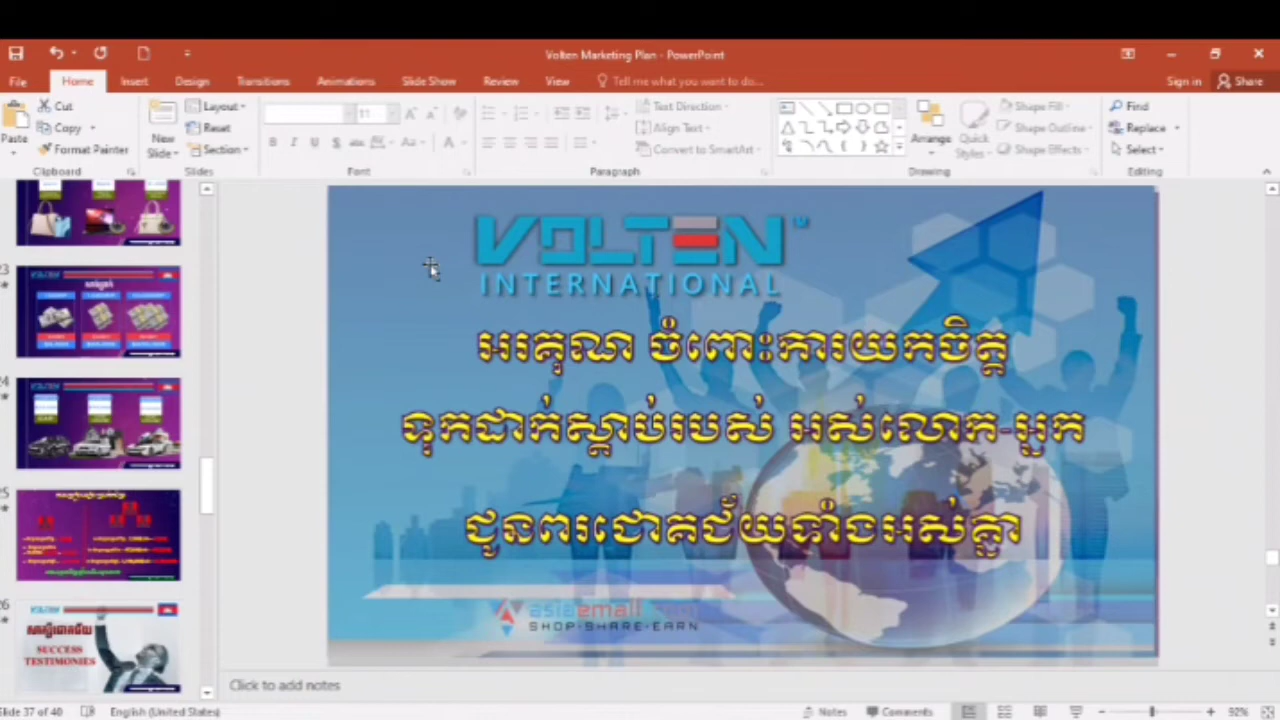 Volten Marketing Plan - PowerPoint
File Home Insert Design Transitions Animations Slide Show Review View Tell me what you want to do... Sign in Share
Paste Cut Copy Format Painter
New Slide Layout Reset Section
11
Text Direction Align Text Convert to SmartArt
Arrange Quick Styles Shape Fill Shape Outline Shape Effects
Find Replace Select
Clipboard Slides Font Paragraph Drawing Editing
23
24
25
26
SUCCESS
TESTIMONIES
VOLTEN
INTERNATIONAL
អរគុណ ចំពោះការយកចិត្ត
ទុកដាក់ស្តាប់របស់ អស់លោក-អ្នក
ជូនពរជោគជ័យទាំងអស់គ្នា
asiaemall
SHOP·SHARE·EARN
Click to add notes
Slide 37 of 40 English (United States) Notes Comments 92%